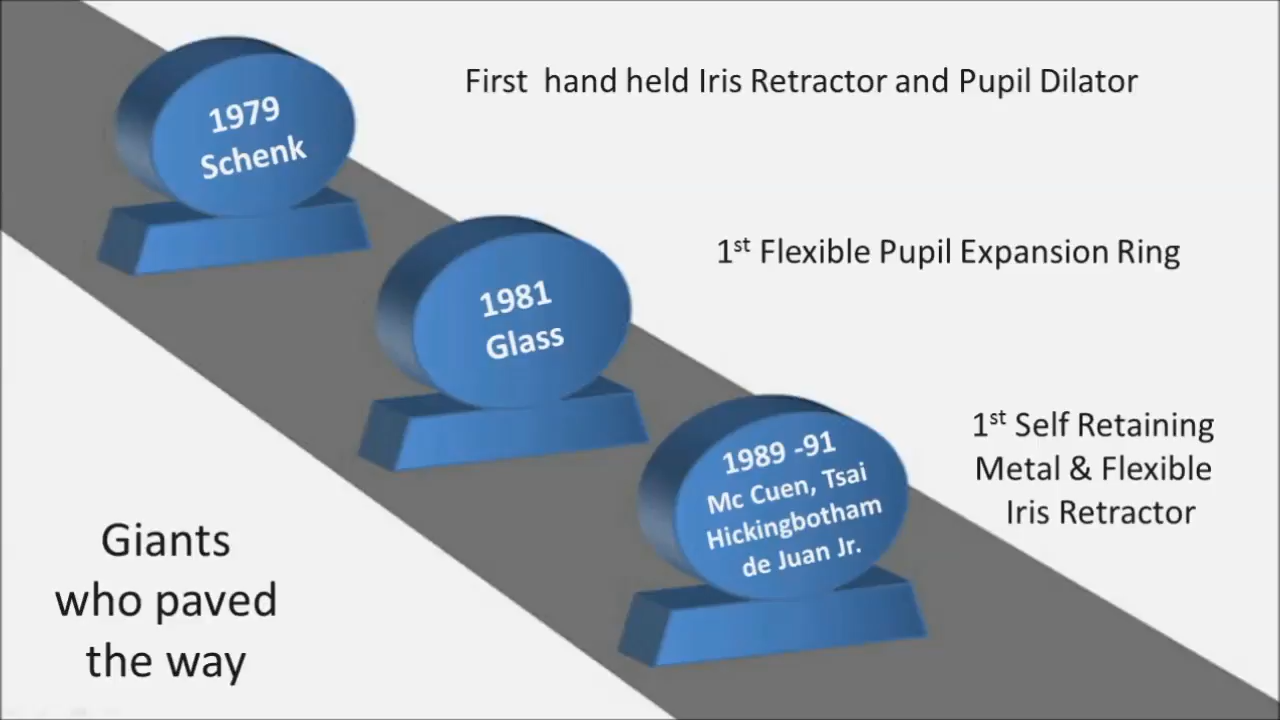 1979
Schenk
First hand held Iris Retractor and Pupil Dilator
1981
Glass
1st Flexible Pupil Expansion Ring
1989 -91
Mc Cuen, Tsai
Hickingbotham
de Juan Jr.
1st Self Retaining
Metal & Flexible
Iris Retractor
Giants
who paved
the way